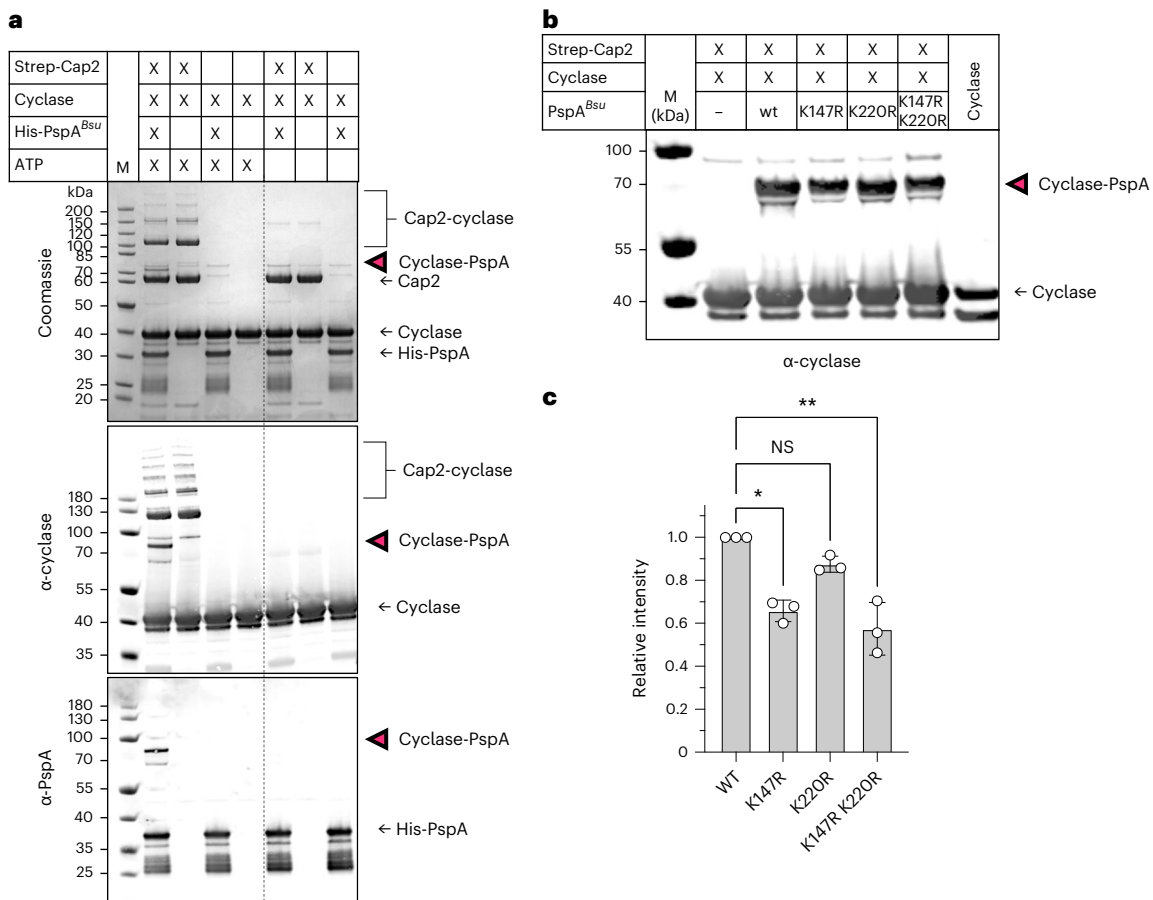 a
Strep-Cap2 X X X X
Cyclase X X X X X X X
His-PspA^Bsu X X X X
ATP M X X X X
kDa
200
150
120
100
85
70
60
50
40
30
25
20
Coomassie
Cap2-cyclase
Cyclase-PspA
← Cap2
← Cyclase
← His-PspA
180
130
100
70
55
40
35
α-cyclase
Cap2-cyclase
Cyclase-PspA
← Cyclase
180
130
100
70
55
40
35
25
α-PspA
Cyclase-PspA
← His-PspA
b
Strep-Cap2 X X X X X
Cyclase X X X X X
PspA^Bsu – wt K147R K220R K147R K220R
M
(kDa)
Cyclase
100
70
55
40
Cyclase-PspA
← Cyclase
α-cyclase
c
**
NS
*
Relative intensity
1.0
0.8
0.6
0.4
0.2
0
WT
K147R
K220R
K147R K220R